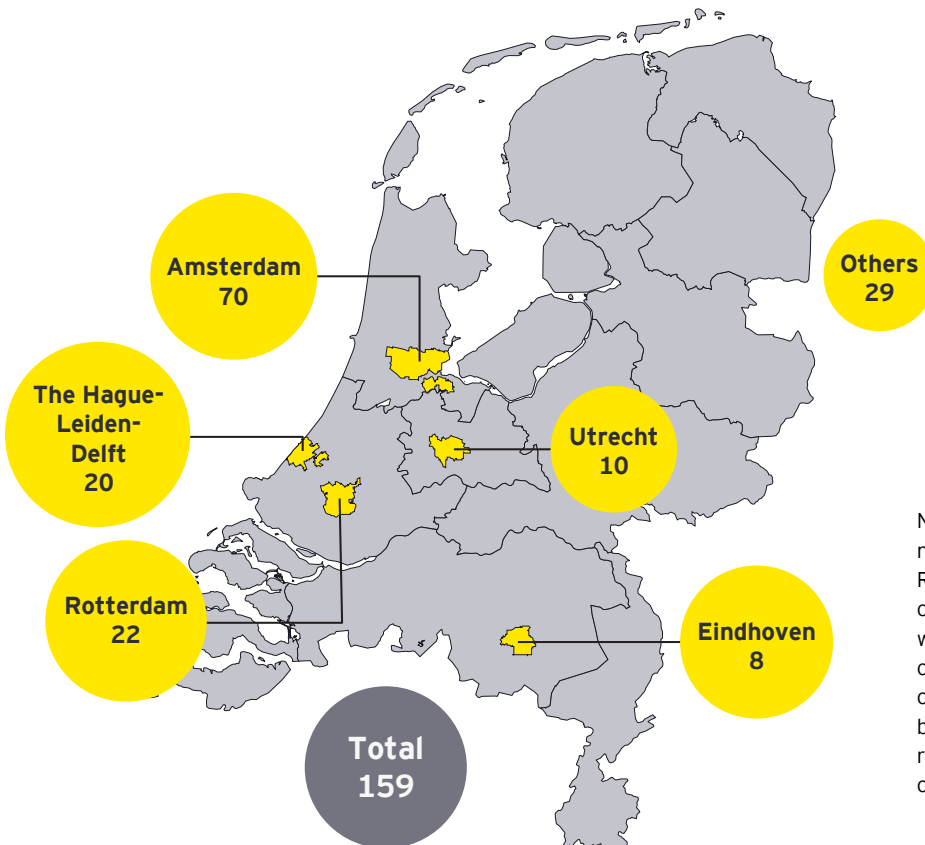 Amsterdam
70
Others
29
The Hague-
Leiden-
Delft
20
Utrecht
10
Rotterdam
22
Eindhoven
8
Total
159